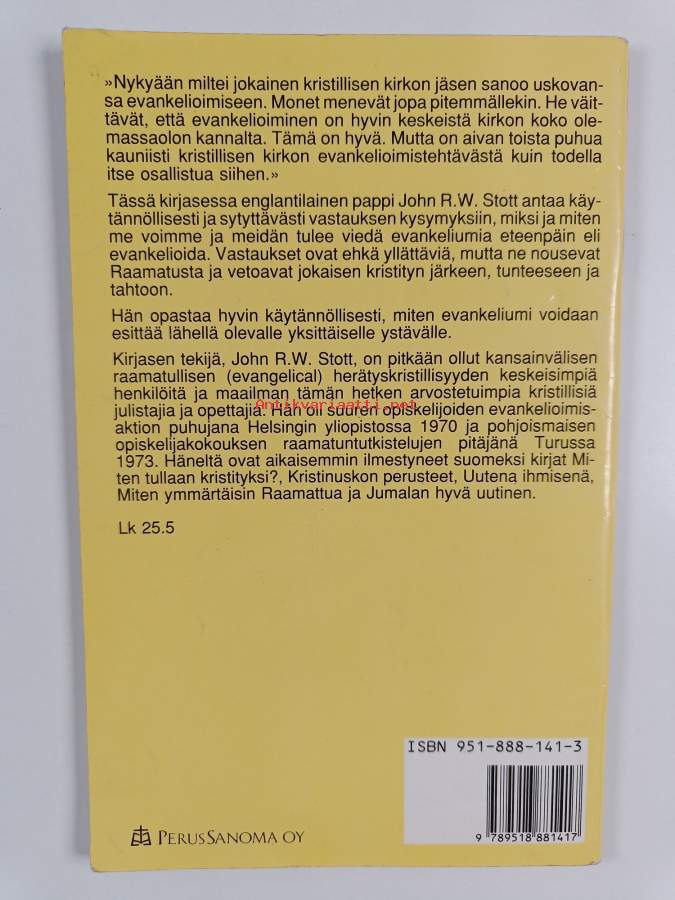 »Nykyään miltei jokainen kristillisen kirkon jäsen sanoo uskovan-
sa evankelioimiseen. Monet menevät jopa pitemmällekin. He väit-
tävät, että evankelioiminen on hyvin keskeistä kirkon koko ole-
massaolon kannalta. Tämä on hyvä. Mutta on aivan toista puhua
kauniisti kristillisen kirkon evankelioimistehtävästä kuin todella
itse osallistua siihen.»
Tässä kirjasessa englantilainen pappi John R.W. Stott antaa käy-
tännöllisesti ja sytyttävästi vastauksen kysymyksiin, miksi ja miten
me voimme ja meidän tulee viedä evankeliumia eteenpäin eli
evankelioida. Vastaukset ovat ehkä yllättäviä, mutta ne nousevat
Raamatusta ja vetoavat jokaisen kristityn järkeen, tunteeseen ja
tahtoon.
Hän opastaa hyvin käytännöllisesti, miten evankeliumi voidaan
esittää lähellä olevalle yksittäiselle ystävälle.
Kirjasen tekijä, John R.W. Stott, on pitkään ollut kansainvälisen
raamatullisen (evangelical) herätyskristillisyyden keskeisimpiä
henkilöitä ja maailman tämän hetken arvostetuimpia kristillisiä
julistajia ja opettajia. Hän oli suuren opiskelijoiden evankelioimis-
Antikvariaatti.net
aktion puhujana Helsingin yliopistossa 1970 ja pohjoismaisen
opiskelijakokouksen raamatuntutkistelujen pitäjänä Turussa
1973. Häneltä ovat aikaisemmin ilmestyneet suomeksi kirjat Mi-
ten tullaan kristityksi?, Kristinuskon perusteet, Uutena ihmisenä,
Miten ymmärtäisin Raamattua ja Jumalan hyvä uutinen.
Lk 25.5
ISBN 951-888-141-3
9 789518 881417
PERUSSANOMA OY